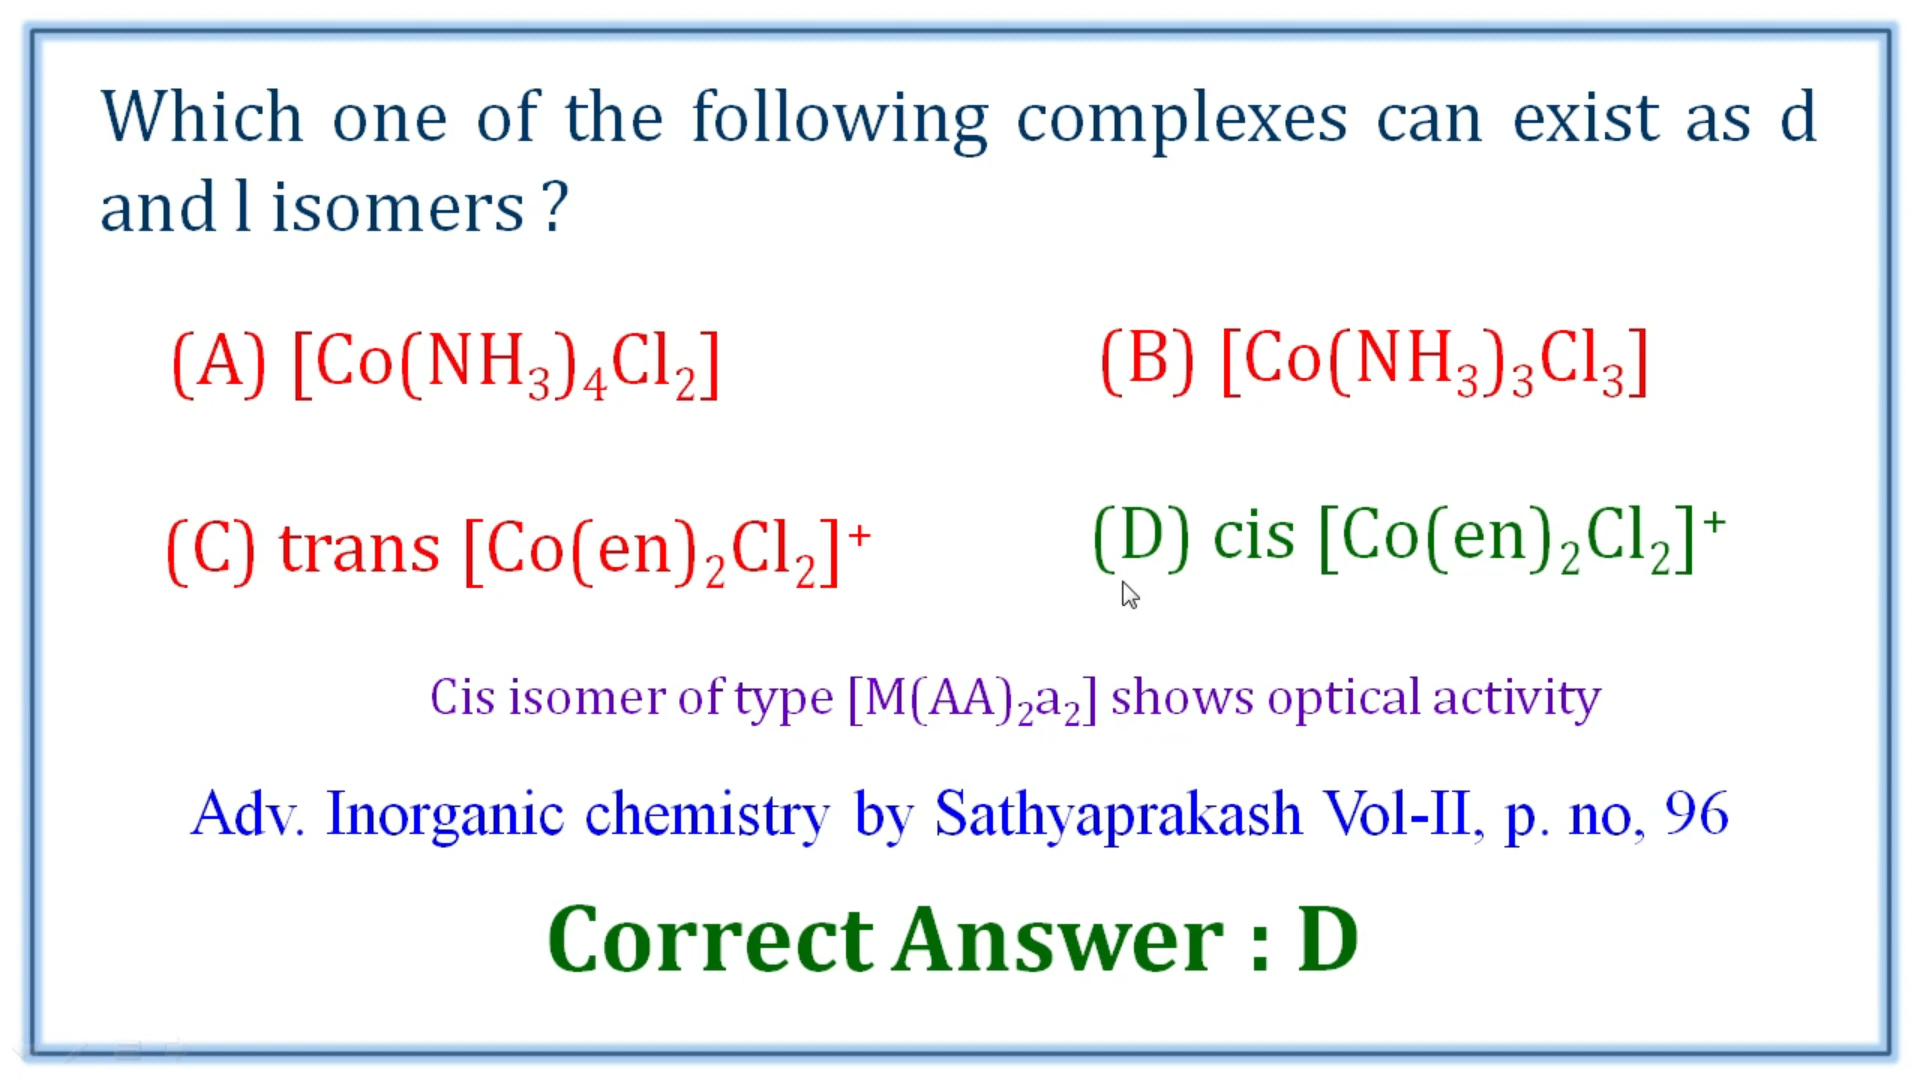 Which one of the following complexes can exist as d
and l isomers ?
(A) [Co(NH₃)₄Cl₂]
(B) [Co(NH₃)₃Cl₃]
(C) trans [Co(en)₂Cl₂]⁺
(D) cis [Co(en)₂Cl₂]⁺
Cis isomer of type [M(AA)₂a₂] shows optical activity
Adv. Inorganic chemistry by Sathyaprakash Vol-II, p. no, 96
Correct Answer : D